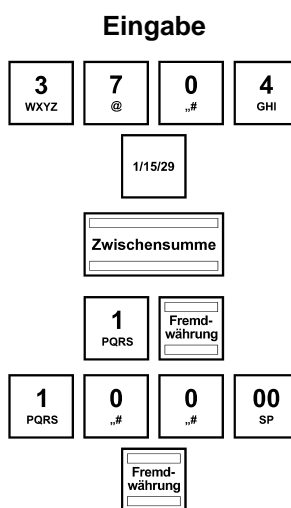 Eingabe
3 7 0 4
WXYZ @ „# GHI
1/15/29
Zwischensumme
1 Fremd-
PQRS währung
1 0 0 00
PQRS „# „# SP
Fremd-
währung